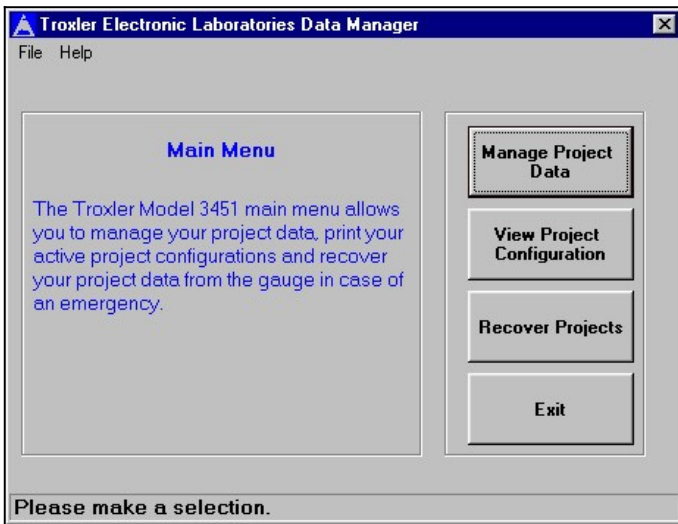 Troxler Electronic Laboratories Data Manager
File Help
Main Menu
The Troxler Model 3451 main menu allows
you to manage your project data, print your
active project configurations and recover
your project data from the gauge in case of
an emergency.
Manage Project
Data
View Project
Configuration
Recover Projects
Exit
Please make a selection.